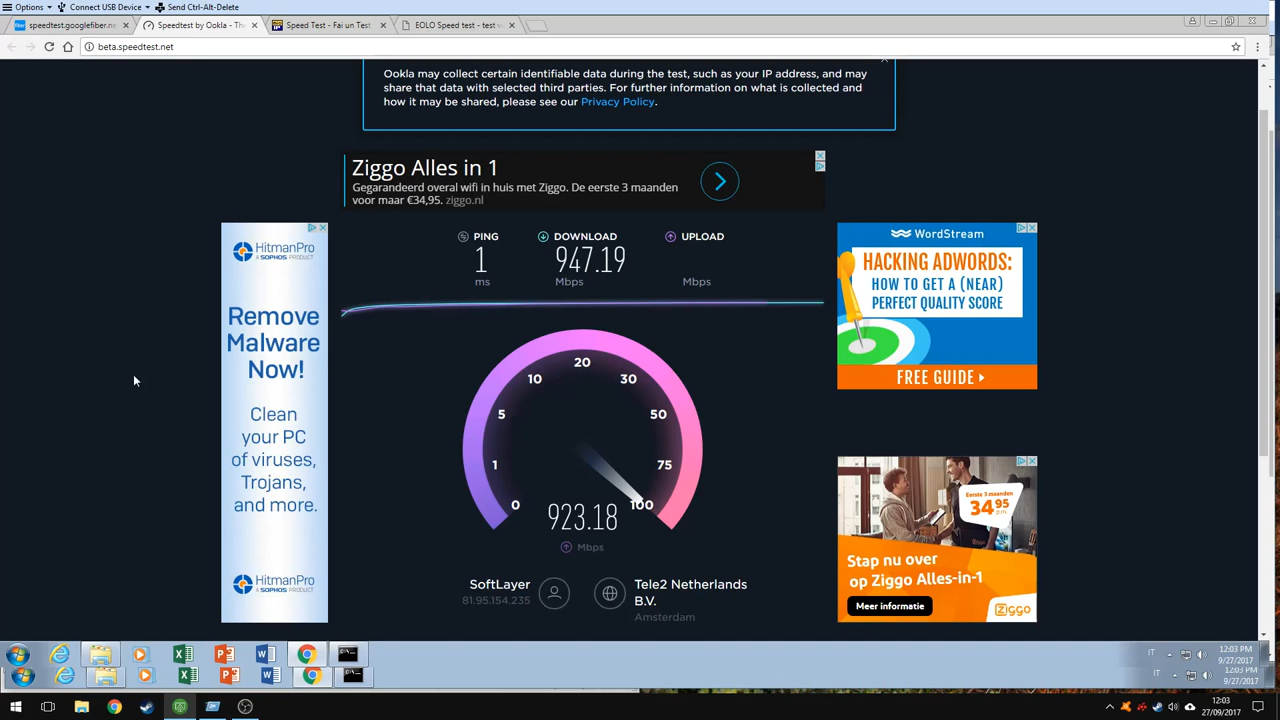 Options
Connect USB Device
Send Ctrl-Alt-Delete
speedtest.googlefiber.ne
Speedtest by Ookla - The
Speed Test - Fai un Test
EOLO Speed test - test v
beta.speedtest.net
Ookla may collect certain identifiable data during the test, such as your IP address, and may
share that data with selected third parties. For further information on what is collected and
how it may be shared, please see our Privacy Policy.
Ziggo Alles in 1
Gegarandeerd overal wifi in huis met Ziggo. De eerste 3 maanden
voor maar €34,95. ziggo.nl
PING
1
ms
DOWNLOAD
947.19
Mbps
UPLOAD
Mbps
HitmanPro
A SOPHOS PRODUCT
Remove
Malware
Now!
Clean
your PC
of viruses,
Trojans,
and more.
HitmanPro
A SOPHOS PRODUCT
0
1
5
10
20
30
50
75
100
923.18
Mbps
SoftLayer
81.95.154.235
Tele2 Netherlands
B.V.
Amsterdam
WordStream
HACKING ADWORDS:
HOW TO GET A (NEAR)
PERFECT QUALITY SCORE
FREE GUIDE
Eerste 3 maanden
34.95
p.m.
Stap nu over
op Ziggo Alles-in-1
Meer informatie
ziggo
IT
12:03 PM
9/27/2017
IT
12:03 PM
9/27/2017
12:03
27/09/2017